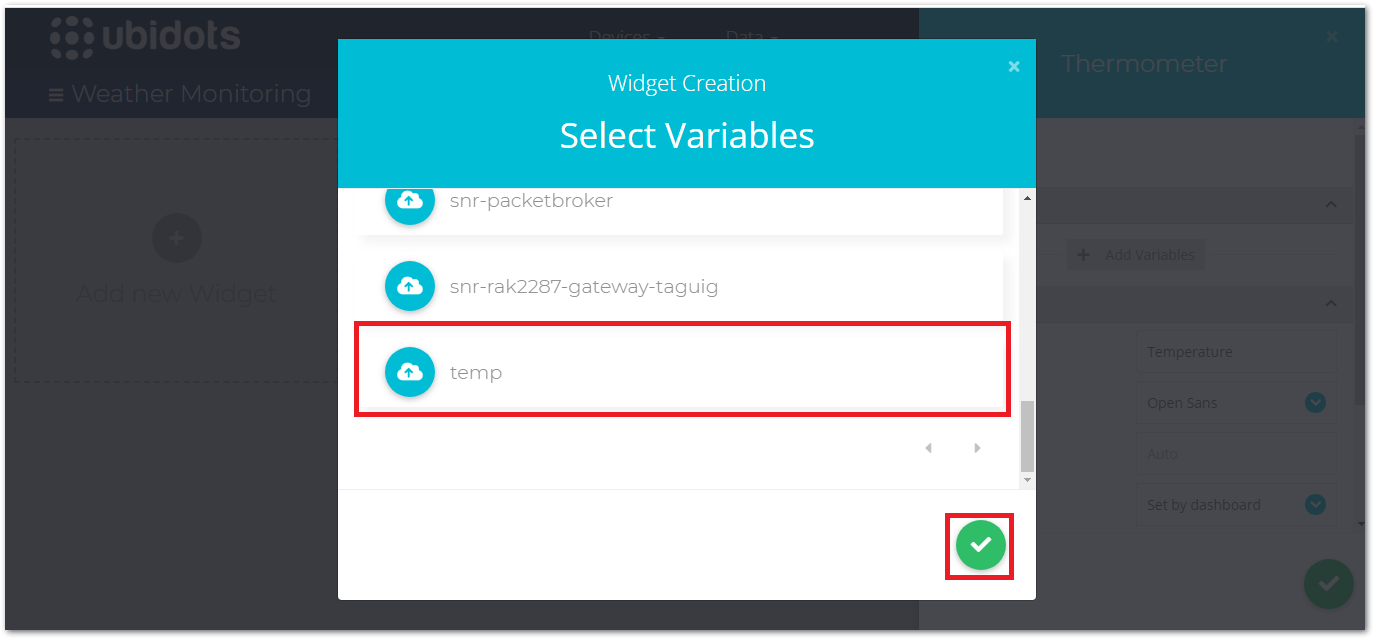 ubidots
Devices
Data
Weather Monitoring
Thermometer
Widget Creation
Select Variables
snr-packetbroker
snr-rak2287-gateway-taguig
temp
Add new Widget
Add Variables
Temperature
Open Sans
Auto
Set by dashboard